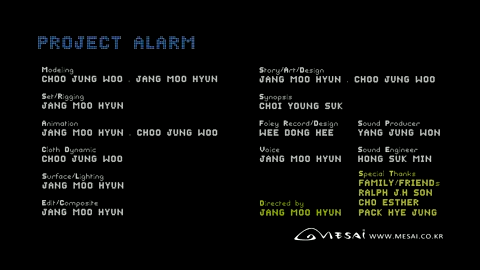 PROJECT ALARM
Modeling
CHOO JUNG WOO . JANG MOO HYUN
Set/Rigging
JANG MOO HYUN
Animation
JANG MOO HYUN . CHOO JUNG WOO
Cloth Dynamic
CHOO JUNG WOO
Surface/Lighting
JANG MOO HYUN
Edit/Composite
JANG MOO HYUN
Story/Art/Design
JANG MOO HYUN . CHOO JUNG WOO
Synopsis
CHOI YOUNG SUK
Foley Record/Design
WEE DONG HEE
Sound Producer
YANG JUNG WON
Voice
JANG MOO HYUN
Sound Engineer
HONG SUK MIN
Special Thanks
FAMILY/FRIENDs
RALPH J.H SON
CHO ESTHER
PACK HYE JUNG
Directed by
JANG MOO HYUN
MESAI WWW.MESAI.CO.KR